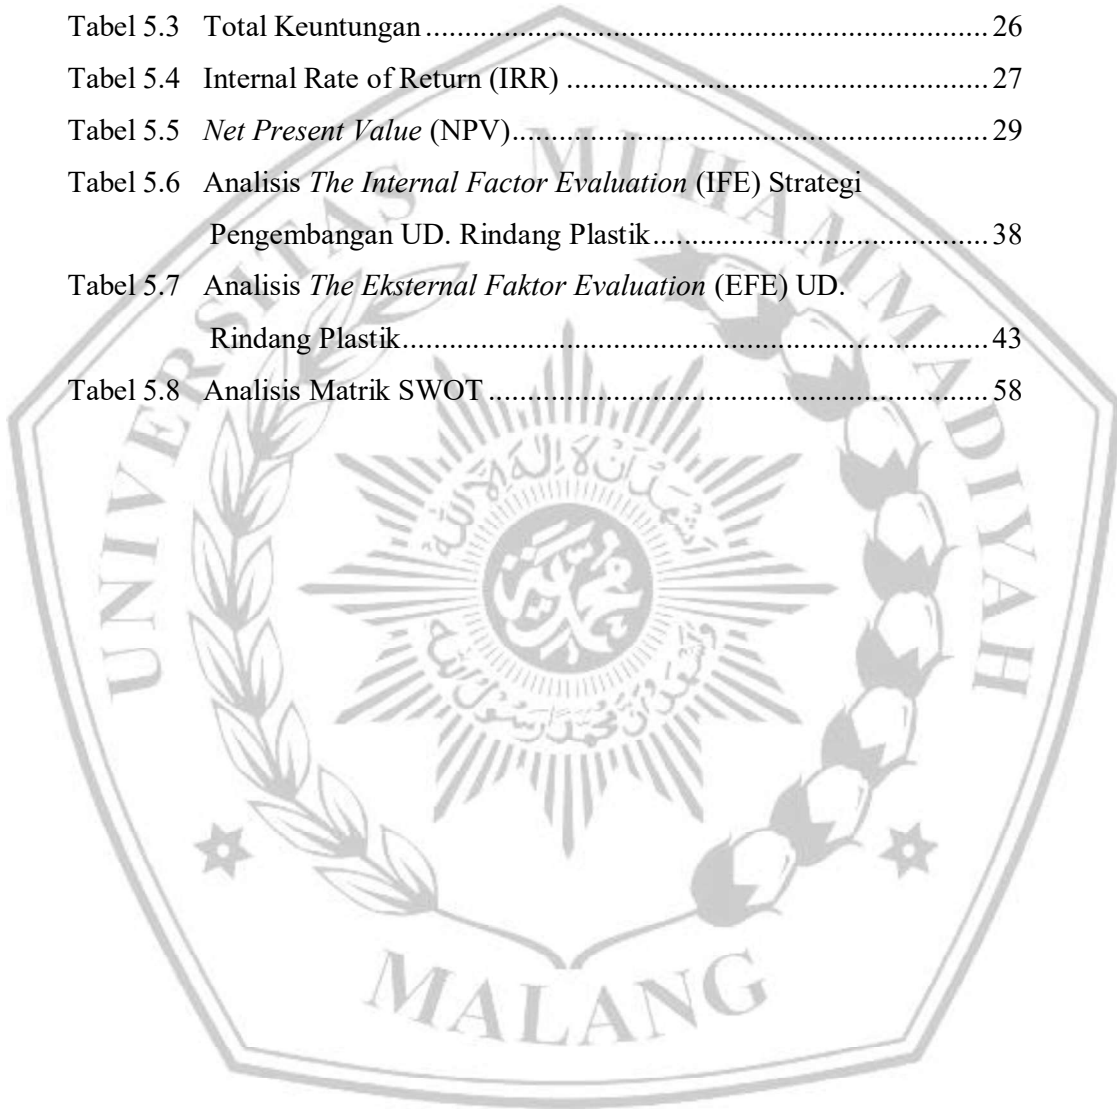 Tabel 5.3 Total Keuntungan ........................................................................ 26
Tabel 5.4 Internal Rate of Return (IRR) ...................................................... 27
Tabel 5.5 Net Present Value (NPV)............................................................. 29
Tabel 5.6 Analisis The Internal Factor Evaluation (IFE) Strategi
Pengembangan UD. Rindang Plastik........................................... 38
Tabel 5.7 Analisis The Eksternal Faktor Evaluation (EFE) UD.
Rindang Plastik........................................................................... 43
Tabel 5.8 Analisis Matrik SWOT ................................................................ 58
UNIVERSITAS MUHAMMADIYAH
MALANG